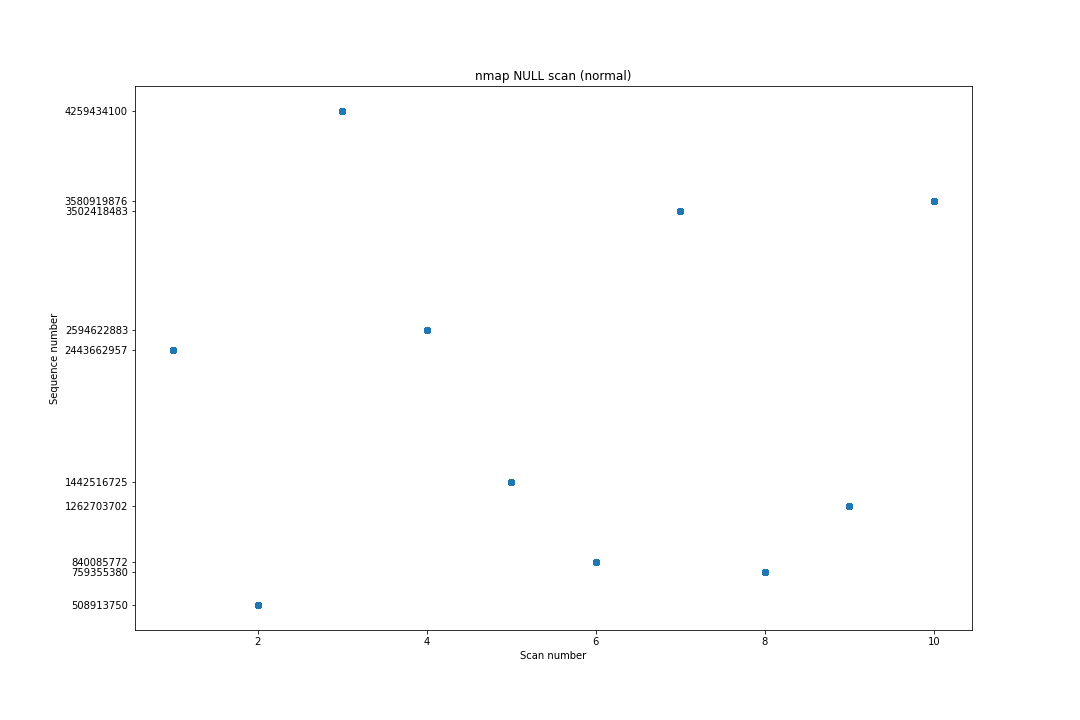 nmap NULL scan (normal)
4259434100
3580919876
3502418483
2594622883
2443662957
1442516725
1262703702
840085772
759355380
508913750
Sequence number
2 4 6 8 10
Scan number